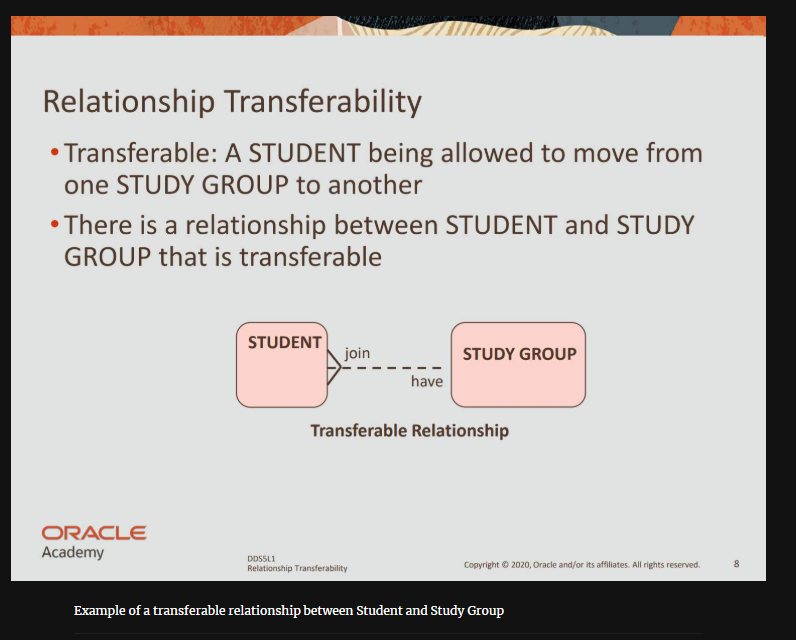 Relationship Transferability
•Transferable: A STUDENT being allowed to move from
one STUDY GROUP to another
•There is a relationship between STUDENT and STUDY
GROUP that is transferable
STUDENT
join
have
STUDY GROUP
Transferable Relationship
ORACLE
Academy
DDS5L1
Relationship Transferability
Copyright © 2020, Oracle and/or its affiliates. All rights reserved.
8
Example of a transferable relationship between Student and Study Group